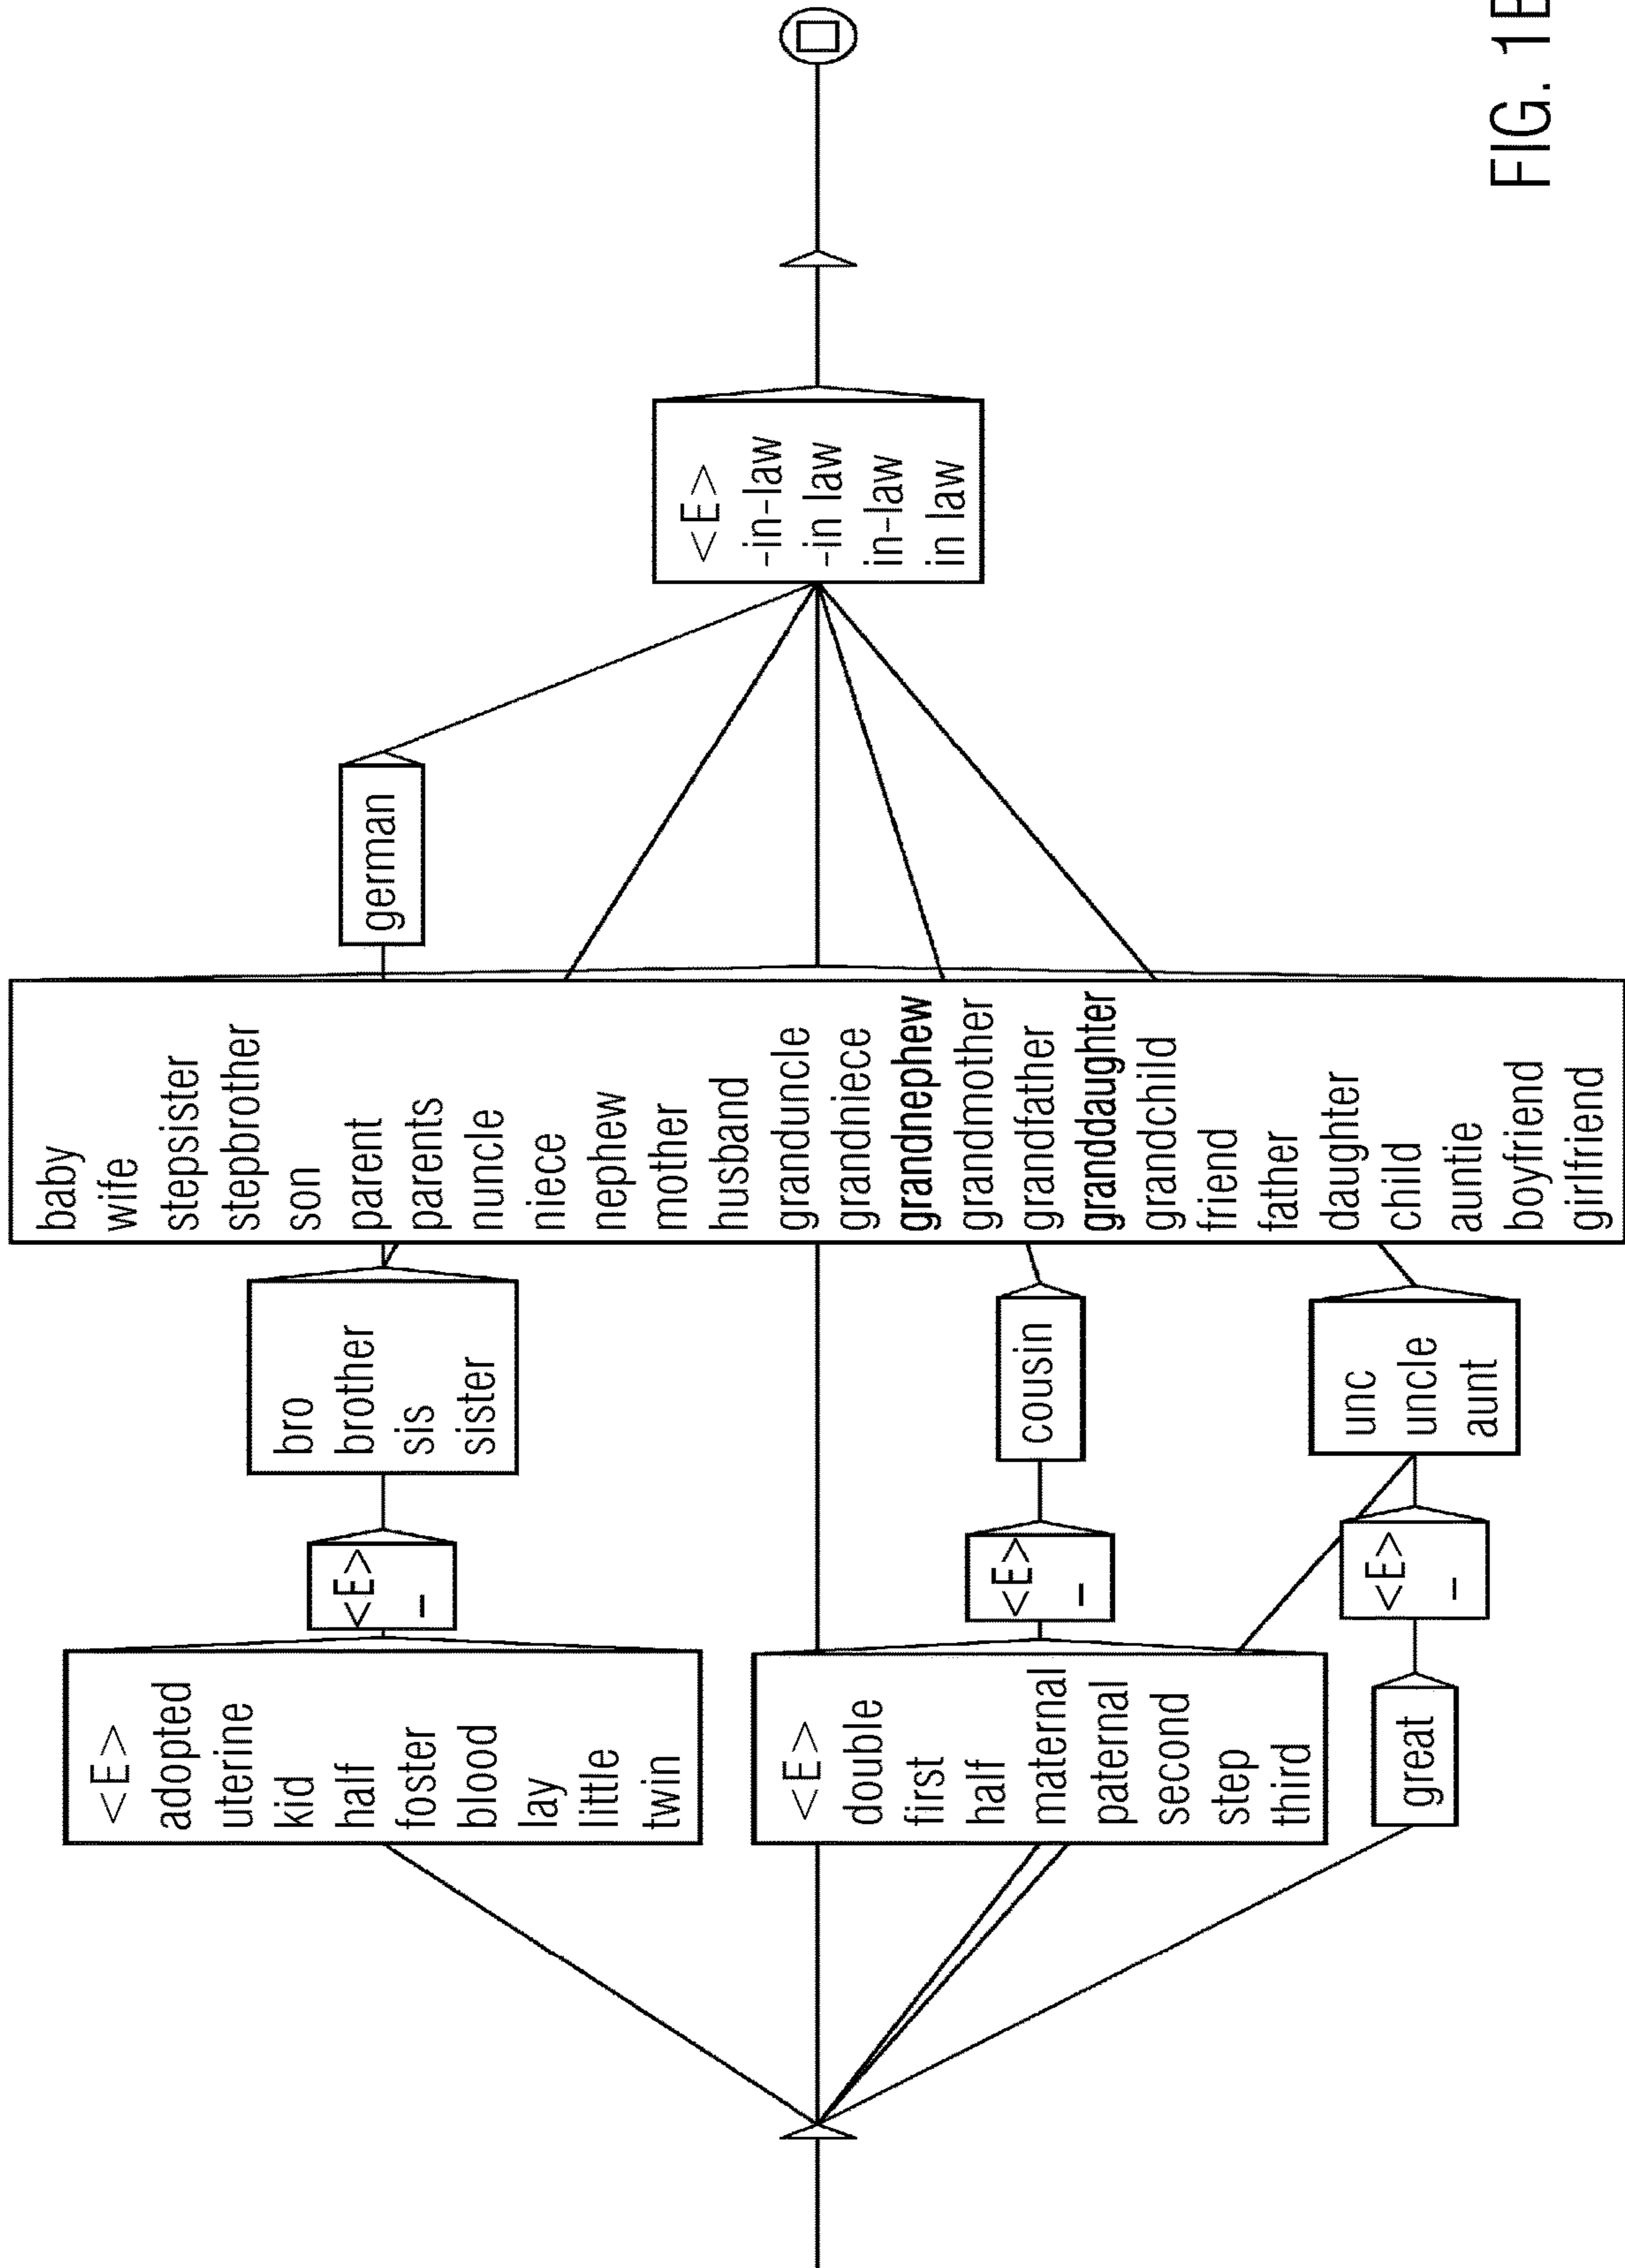 <E>
adopted
uterine
kid
half
foster
blood
lay
little
twin
<E>
-
bro
brother
sis
sister
<E>
double
first
half
maternal
paternal
second
step
third
<E>
-
cousin
great
<E>
-
unc
uncle
aunt
baby
wife
stepsister
stepbrother
son
parent
parents
nuncle
niece
nephew
mother
husband
granduncle
grandniece
grandnephew
grandmother
grandfather
granddaughter
grandchild
friend
father
daughter
child
auntie
boyfriend
girlfriend
german
<E>
-in-law
-in law
in-law
in law
FIG. 1B